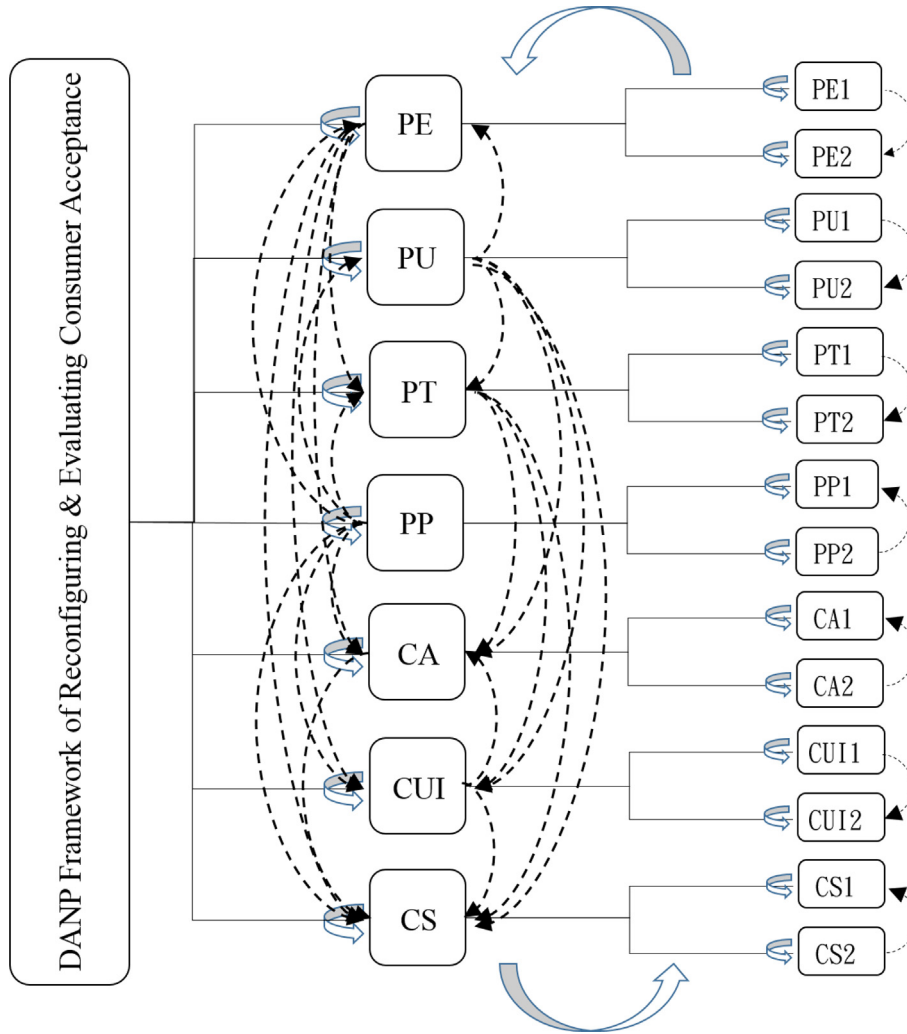 DANP Framework of Reconfiguring & Evaluating Consumer Acceptance
PE
PU
PT
PP
CA
CUI
CS
PE1
PE2
PU1
PU2
PT1
PT2
PP1
PP2
CA1
CA2
CUI1
CUI2
CS1
CS2